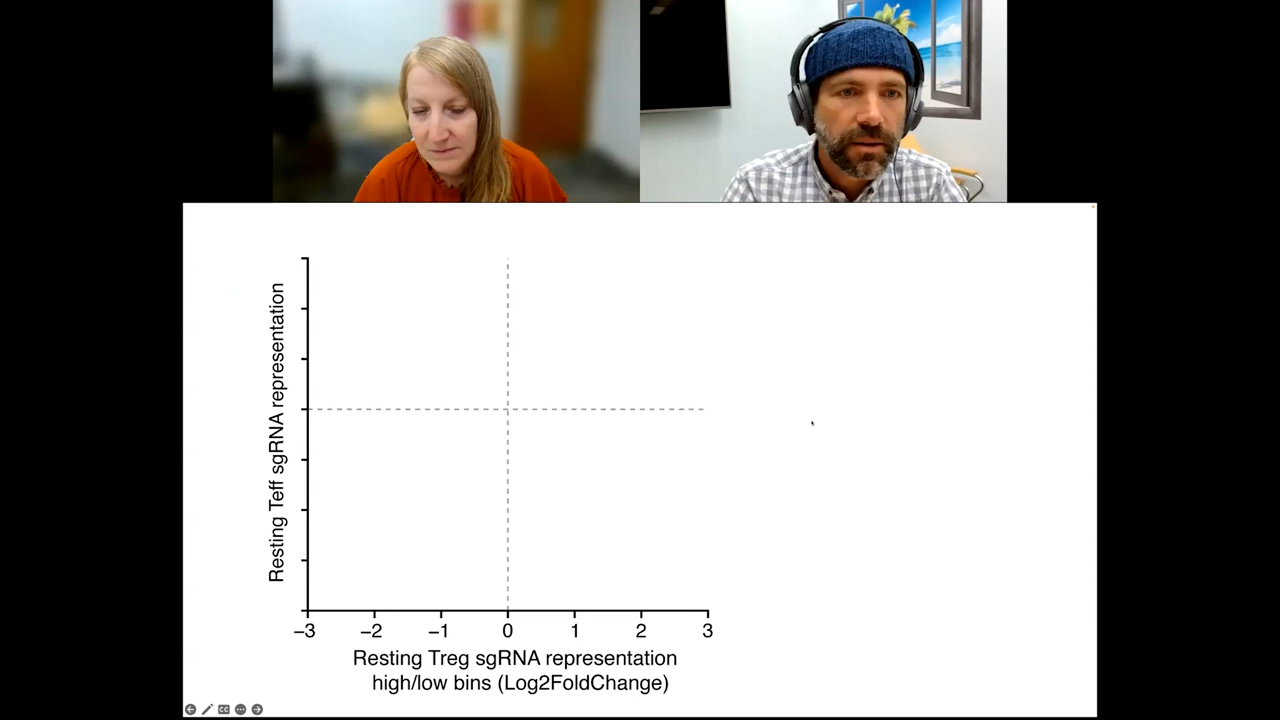 Resting Teff sgRNA representation
−3 −2 −1 0 1 2 3
Resting Treg sgRNA representation
high/low bins (Log2FoldChange)